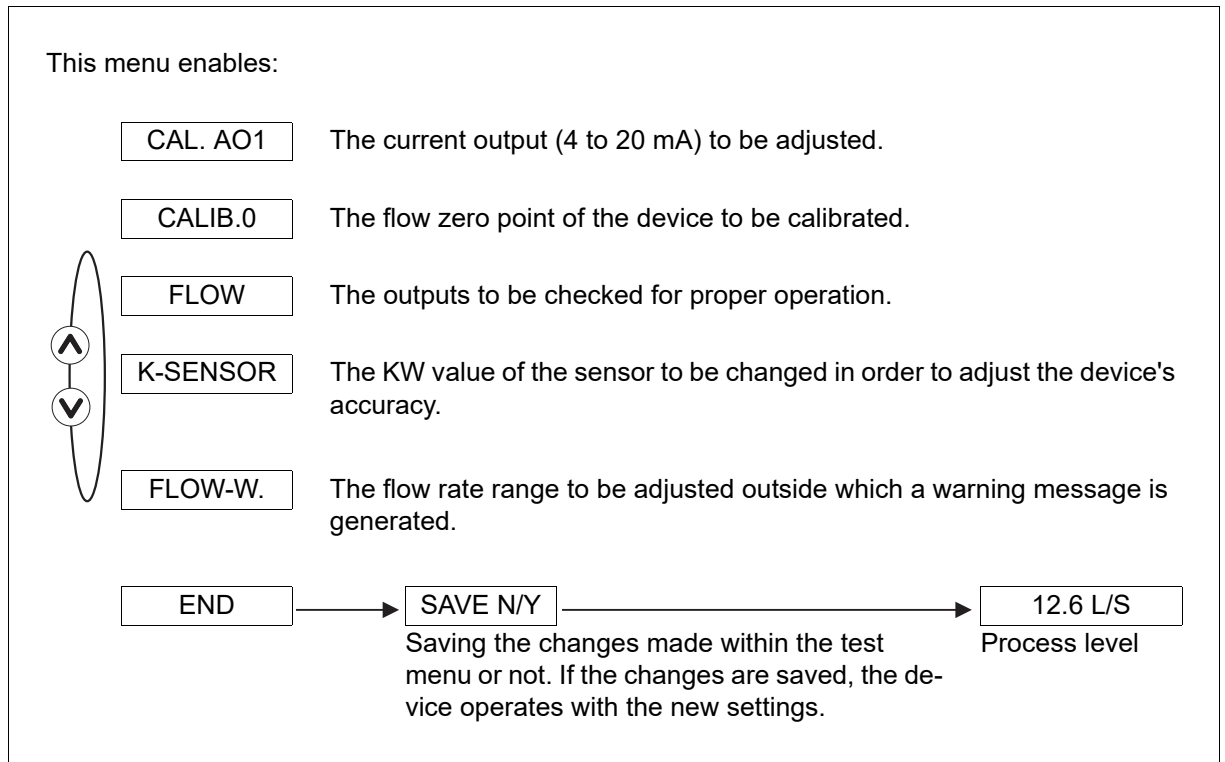 This menu enables:
CAL. AO1 The current output (4 to 20 mA) to be adjusted.
CALIB.0 The flow zero point of the device to be calibrated.
FLOW The outputs to be checked for proper operation.
K-SENSOR The KW value of the sensor to be changed in order to adjust the device's
accuracy.
FLOW-W. The flow rate range to be adjusted outside which a warning message is
generated.
END SAVE N/Y 12.6 L/S
Saving the changes made within the test Process level
menu or not. If the changes are saved, the de-
vice operates with the new settings.